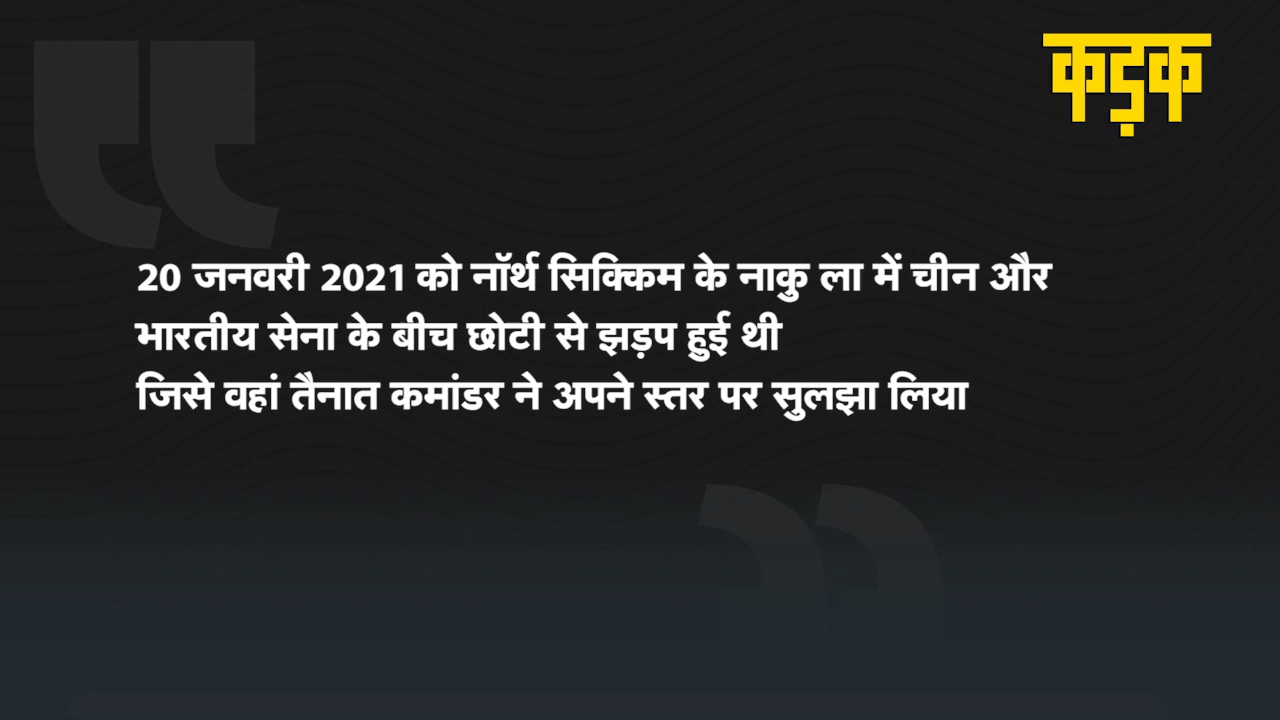 कड़क
20 जनवरी 2021 को नॉर्थ सिक्किम के नाकु ला में चीन और
भारतीय सेना के बीच छोटी से झड़प हुई थी
जिसे वहां तैनात कमांडर ने अपने स्तर पर सुलझा लिया